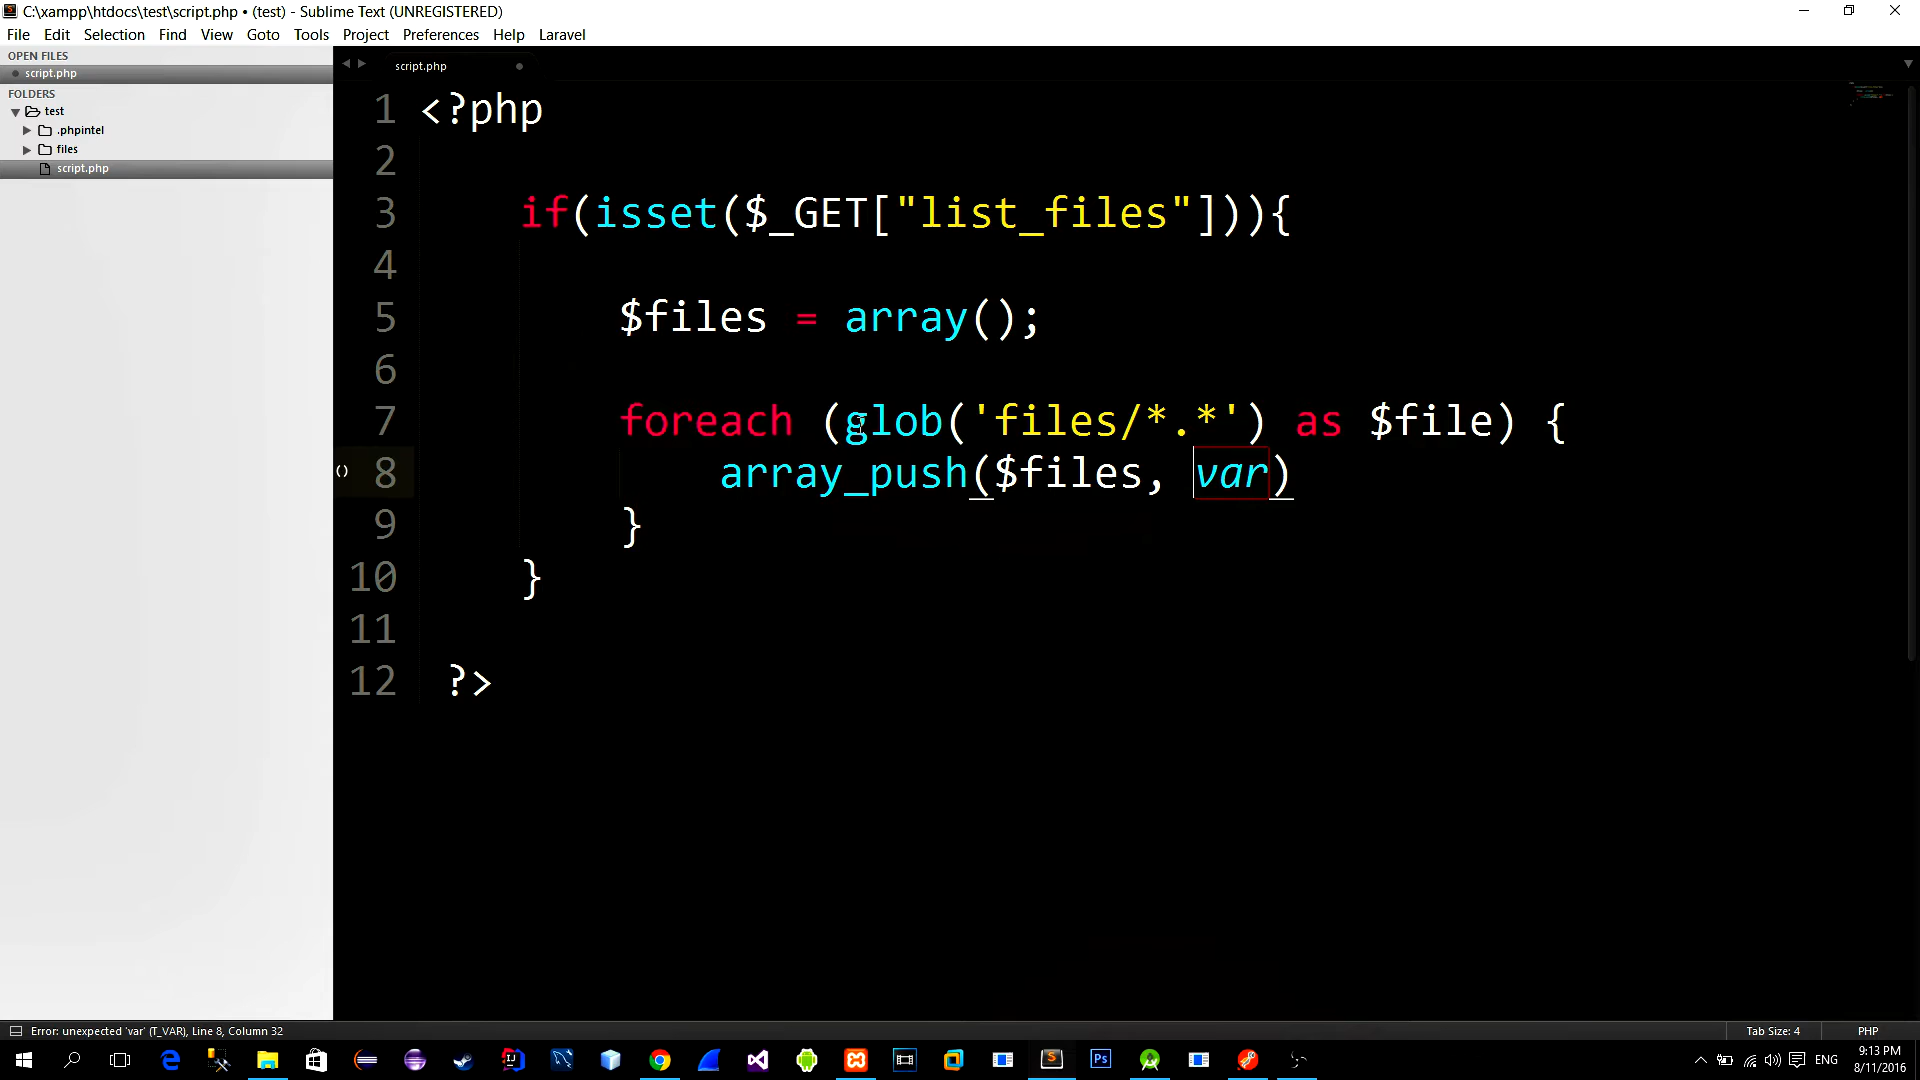 C:\xampp\htdocs\test\script.php • (test) - Sublime Text (UNREGISTERED)
File Edit Selection Find View Goto Tools Project Preferences Help Laravel
OPEN FILES
script.php
FOLDERS
test
.phpintel
files
script.php
script.php
1 <?php
2
3 if(isset($_GET["list_files"])){
4
5 $files = array();
6
7 foreach (glob('files/*.*') as $file) {
8 array_push($files, var)
9 }
10 }
11
12 ?>
Error: unexpected 'var' (T_VAR), Line 8, Column 32
Tab Size: 4
PHP
ENG
9:13 PM
8/11/2016